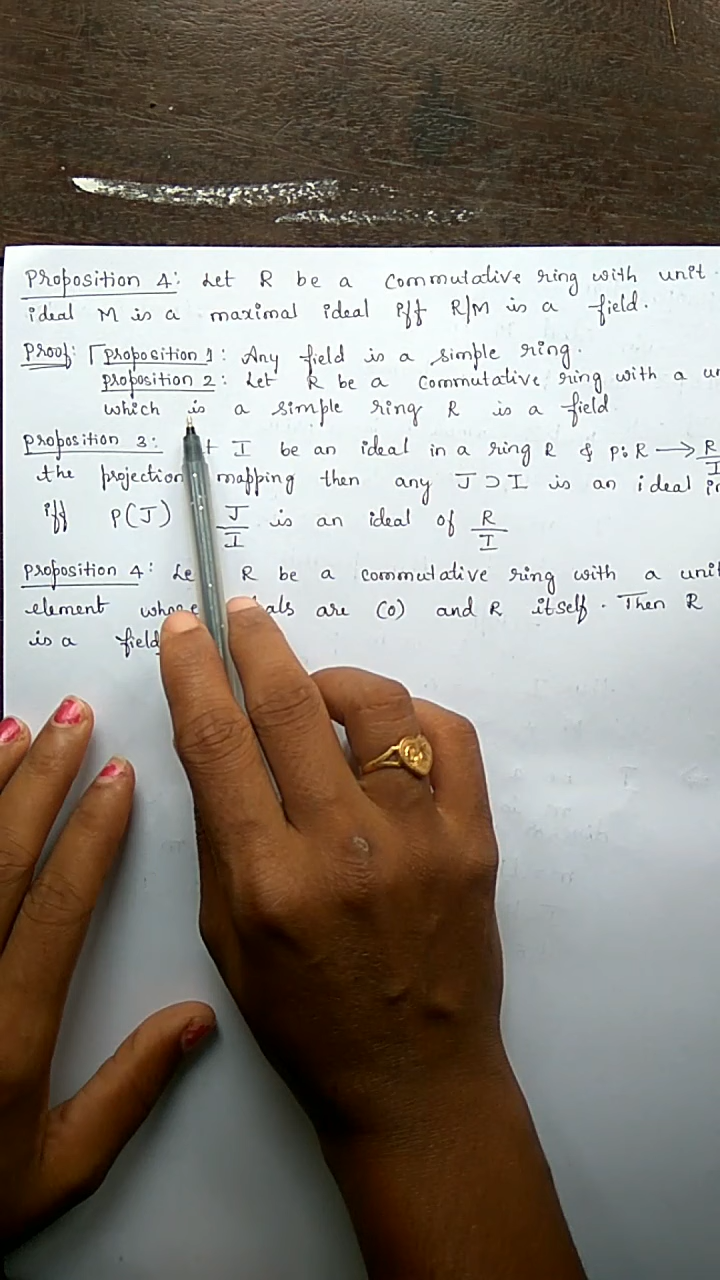 Proposition 4: Let R be a commutative ring with unit
ideal M is a maximal ideal iff R/M is a field.
Proof: [Proposition 1: Any field is a simple ring.
Proposition 2: Let R be a commutative ring with a
which is a simple ring R is a field
Proposition 3: I be an ideal in a ring R & p: R → R/I
the projection mapping then any J ⊃ I is an ideal
iff P(J) J/I is an ideal of R/I
Proposition 4: R be a commutative ring with a
element are (0) and R itself. Then R
is a field